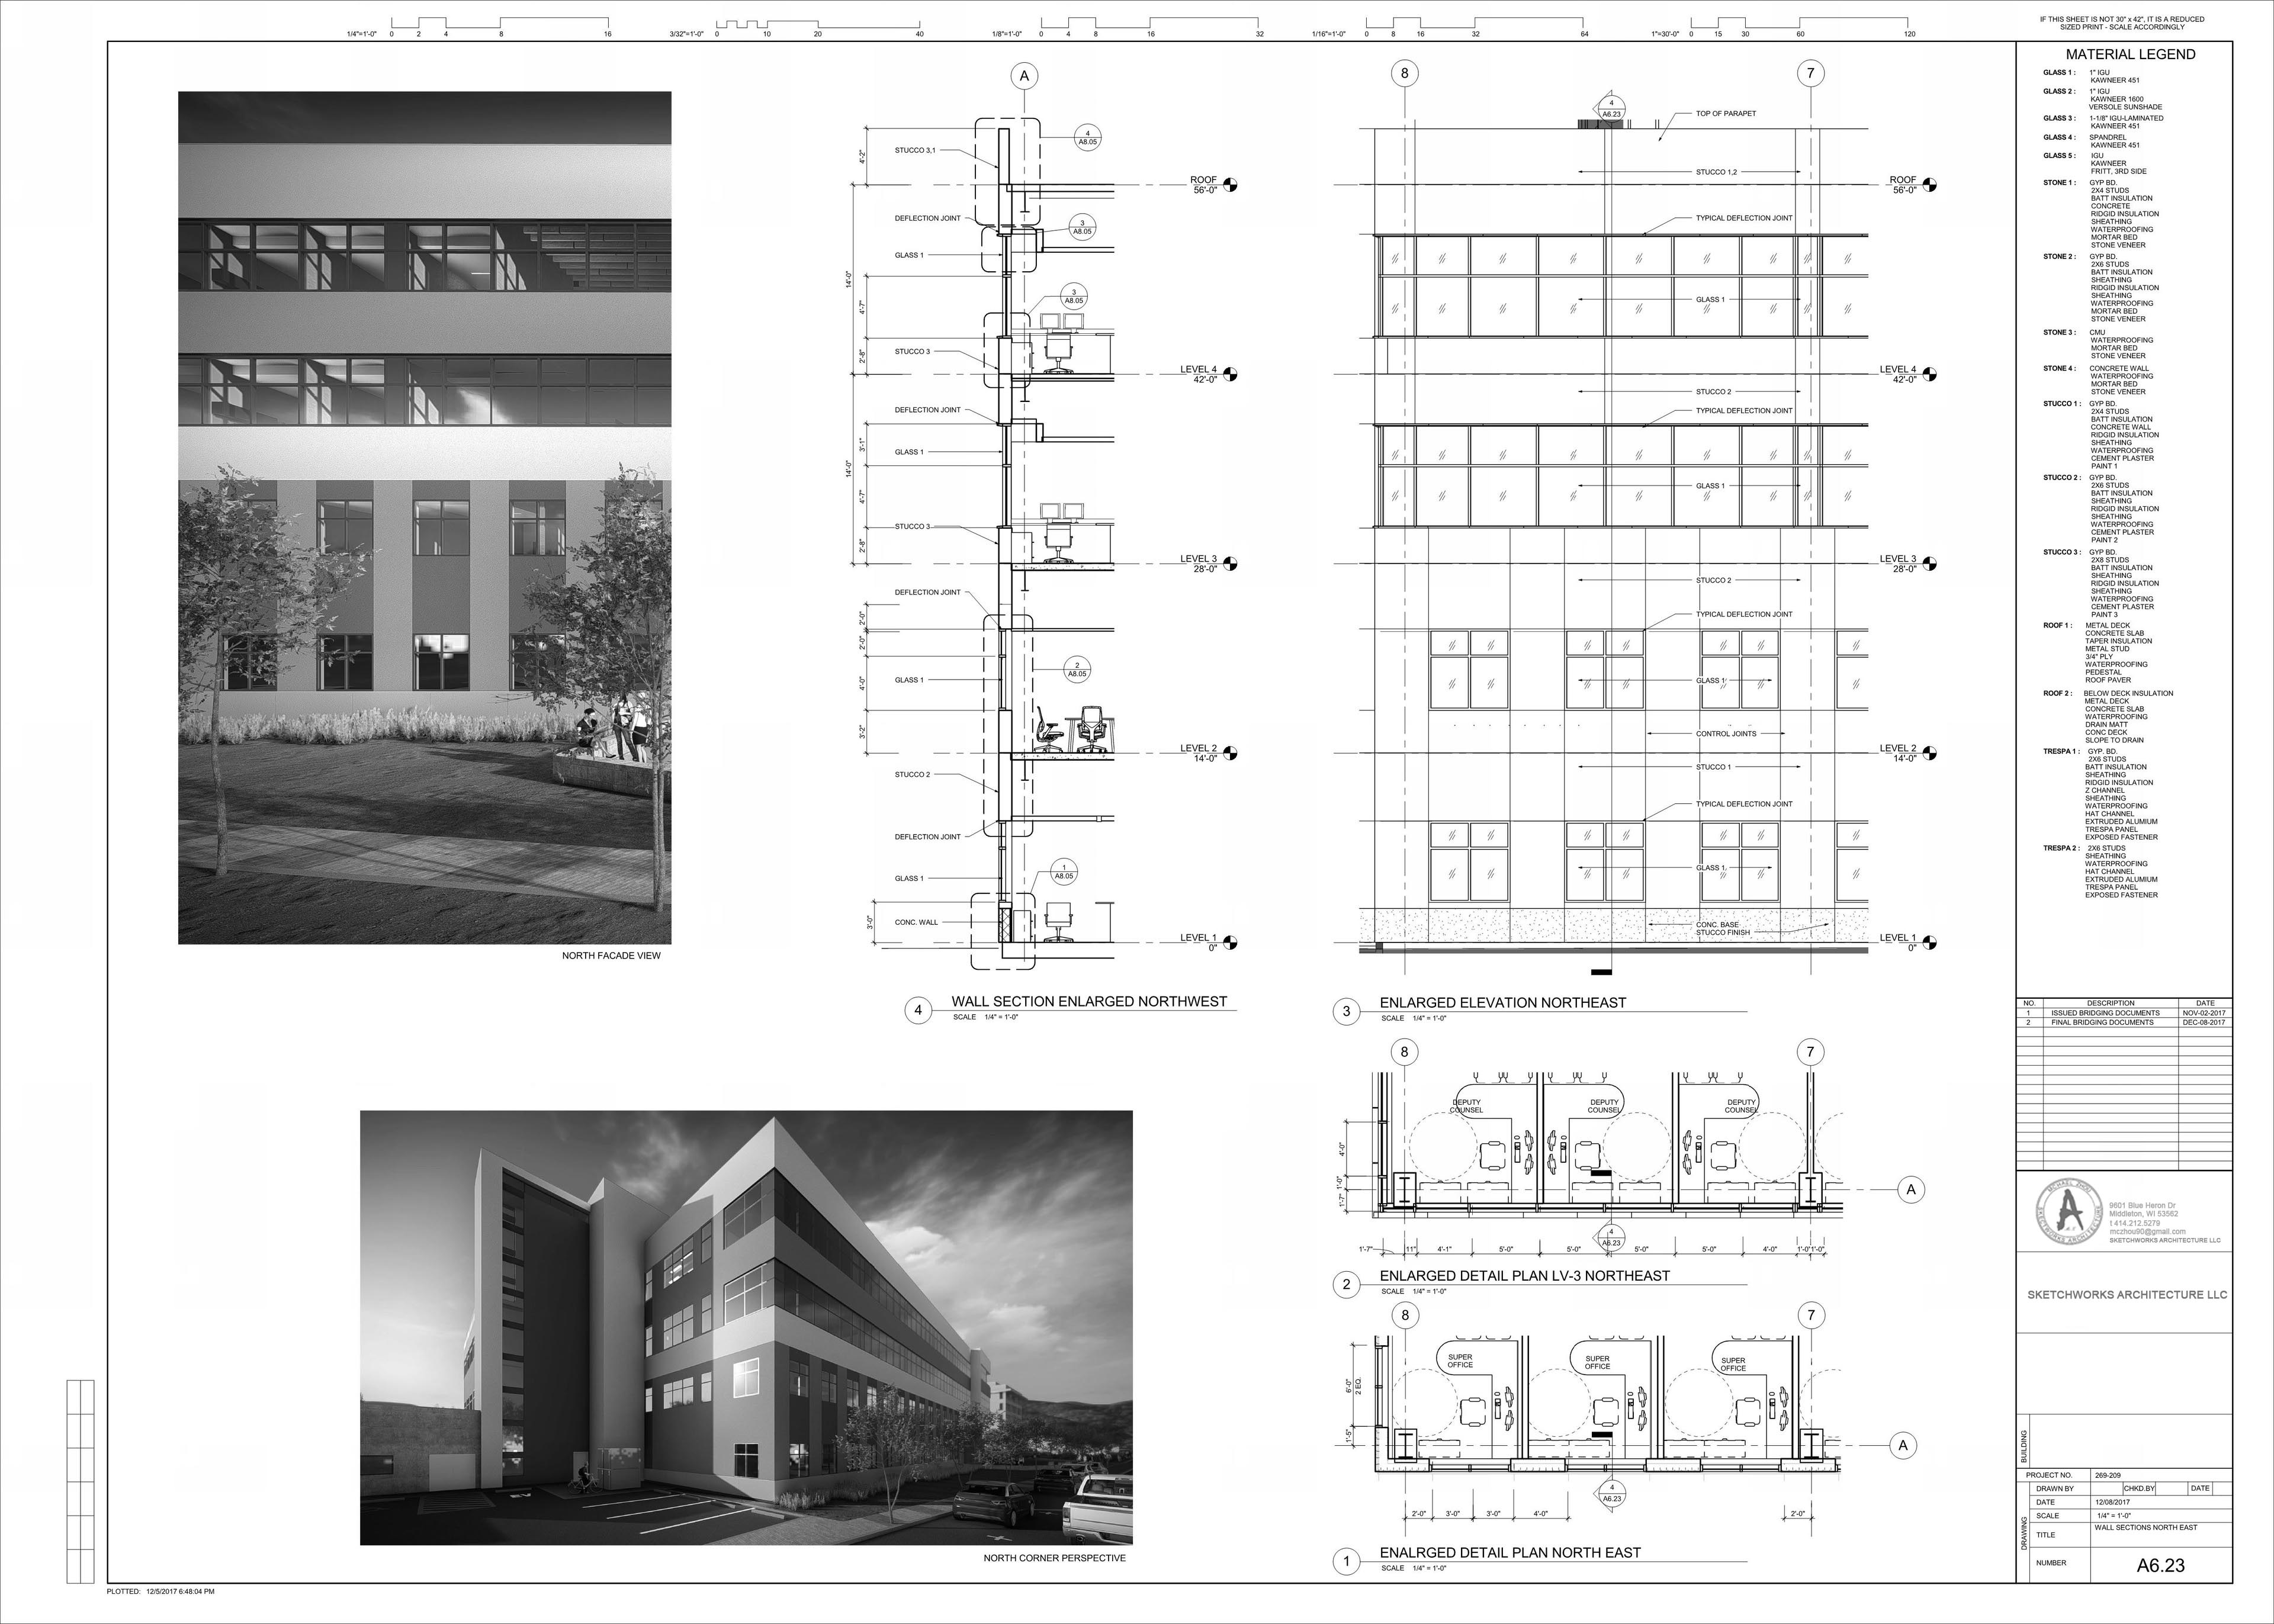 1/4"=1'-0" 0 2 4 8 16
3/32"=1'-0" 0 10 20 40
1/8"=1'-0" 0 4 8 16 32
1/16"=1'-0" 0 8 16 32 64
1"=30'-0" 0 15 30 60 120
IF THIS SHEET IS NOT 30" x 42", IT IS A REDUCED
SIZED PRINT - SCALE ACCORDINGLY
NORTH FACADE VIEW
A
4
A8.05
STUCCO 3,1
4'-2"
ROOF
56'-0"
DEFLECTION JOINT
3
A8.05
GLASS 1
14'-0"
4'-7"
3
A8.05
STUCCO 3
2'-8"
LEVEL 4
42'-0"
DEFLECTION JOINT
3'-1"
GLASS 1
14'-0"
4'-7"
STUCCO 3
2'-8"
LEVEL 3
28'-0"
DEFLECTION JOINT
2'-0"
2'-0"
2
A8.05
GLASS 1
4'-0"
3'-2"
LEVEL 2
14'-0"
STUCCO 2
DEFLECTION JOINT
1
A8.05
GLASS 1
CONC. WALL
3'-0"
LEVEL 1
0"
4
WALL SECTION ENLARGED NORTHWEST
SCALE 1/4" = 1'-0"
8
7
4
A6.23
TOP OF PARAPET
STUCCO 1,2
ROOF
56'-0"
TYPICAL DEFLECTION JOINT
GLASS 1
LEVEL 4
42'-0"
STUCCO 2
TYPICAL DEFLECTION JOINT
GLASS 1
LEVEL 3
28'-0"
STUCCO 2
TYPICAL DEFLECTION JOINT
GLASS 1
CONTROL JOINTS
LEVEL 2
14'-0"
STUCCO 1
TYPICAL DEFLECTION JOINT
GLASS 1
CONC. BASE
STUCCO FINISH
LEVEL 1
0"
3
ENLARGED ELEVATION NORTHEAST
SCALE 1/4" = 1'-0"
8
7
DEPUTY
COUNSEL
DEPUTY
COUNSEL
DEPUTY
COUNSEL
4'-0"
1'-0"
1'-7"
A
4
A6.23
1'-7" 11" 4'-1" 5'-0" 5'-0" 5'-0" 5'-0" 4'-0" 1'-0" 1'-0"
2
ENLARGED DETAIL PLAN LV-3 NORTHEAST
SCALE 1/4" = 1'-0"
8
7
SUPER
OFFICE
SUPER
OFFICE
SUPER
OFFICE
6'-0"
2 EQ.
1'-5"
A
4
A6.23
2'-0" 3'-0" 3'-0" 4'-0" 2'-0"
1
ENALRGED DETAIL PLAN NORTH EAST
SCALE 1/4" = 1'-0"
EV
NORTH CORNER PERSPECTIVE
PLOTTED: 12/5/2017 6:48:04 PM
MATERIAL LEGEND
GLASS 1 : 1" IGU
KAWNEER 451
GLASS 2 : 1" IGU
KAWNEER 1600
VERSOLE SUNSHADE
GLASS 3 : 1-1/8" IGU-LAMINATED
KAWNEER 451
GLASS 4 : SPANDREL
KAWNEER 451
GLASS 5 : IGU
KAWNEER
FRITT, 3RD SIDE
STONE 1 : GYP BD.
2X4 STUDS
BATT INSULATION
CONCRETE
RIDGID INSULATION
SHEATHING
WATERPROOFING
MORTAR BED
STONE VENEER
STONE 2 : GYP BD.
2X6 STUDS
BATT INSULATION
SHEATHING
RIDGID INSULATION
SHEATHING
WATERPROOFING
MORTAR BED
STONE VENEER
STONE 3 : CMU
WATERPROOFING
MORTAR BED
STONE VENEER
STONE 4 : CONCRETE WALL
WATERPROOFING
MORTAR BED
STONE VENEER
STUCCO 1 : GYP BD.
2X4 STUDS
BATT INSULATION
CONCRETE WALL
RIDGID INSULATION
SHEATHING
WATERPROOFING
CEMENT PLASTER
PAINT 1
STUCCO 2 : GYP BD.
2X6 STUDS
BATT INSULATION
SHEATHING
RIDGID INSULATION
SHEATHING
WATERPROOFING
CEMENT PLASTER
PAINT 2
STUCCO 3 : GYP BD.
2X8 STUDS
BATT INSULATION
SHEATHING
RIDGID INSULATION
SHEATHING
WATERPROOFING
CEMENT PLASTER
PAINT 3
ROOF 1 : METAL DECK
CONCRETE SLAB
TAPER INSULATION
METAL STUD
3/4" PLY
WATERPROOFING
PEDESTAL
ROOF PAVER
ROOF 2 : BELOW DECK INSULATION
METAL DECK
CONCRETE SLAB
WATERPROOFING
DRAIN MATT
CONC DECK
SLOPE TO DRAIN
TRESPA 1 : GYP. BD.
2X6 STUDS
BATT INSULATION
SHEATHING
RIDGID INSULATION
Z CHANNEL
SHEATHING
WATERPROOFING
HAT CHANNEL
EXTRUDED ALUMIUM
TRESPA PANEL
EXPOSED FASTENER
TRESPA 2 : 2X6 STUDS
SHEATHING
WATERPROOFING
HAT CHANNEL
EXTRUDED ALUMIUM
TRESPA PANEL
EXPOSED FASTENER
NO. DESCRIPTION DATE
1 ISSUED BRIDGING DOCUMENTS NOV-02-2017
2 FINAL BRIDGING DOCUMENTS DEC-08-2017
MICHAEL ZHOU
SKETCHWORKS ARCHITECTURE
9601 Blue Heron Dr
Middleton, WI 53562
t 414.212.5279
mczhou90@gmail.com
SKETCHWORKS ARCHITECTURE LLC
SKETCHWORKS ARCHITECTURE LLC
BUILDING
PROJECT NO. 269-209
DRAWN BY CHKD.BY DATE
DATE 12/08/2017
SCALE 1/4" = 1'-0"
DRAWING
TITLE WALL SECTIONS NORTH EAST
NUMBER A6.23